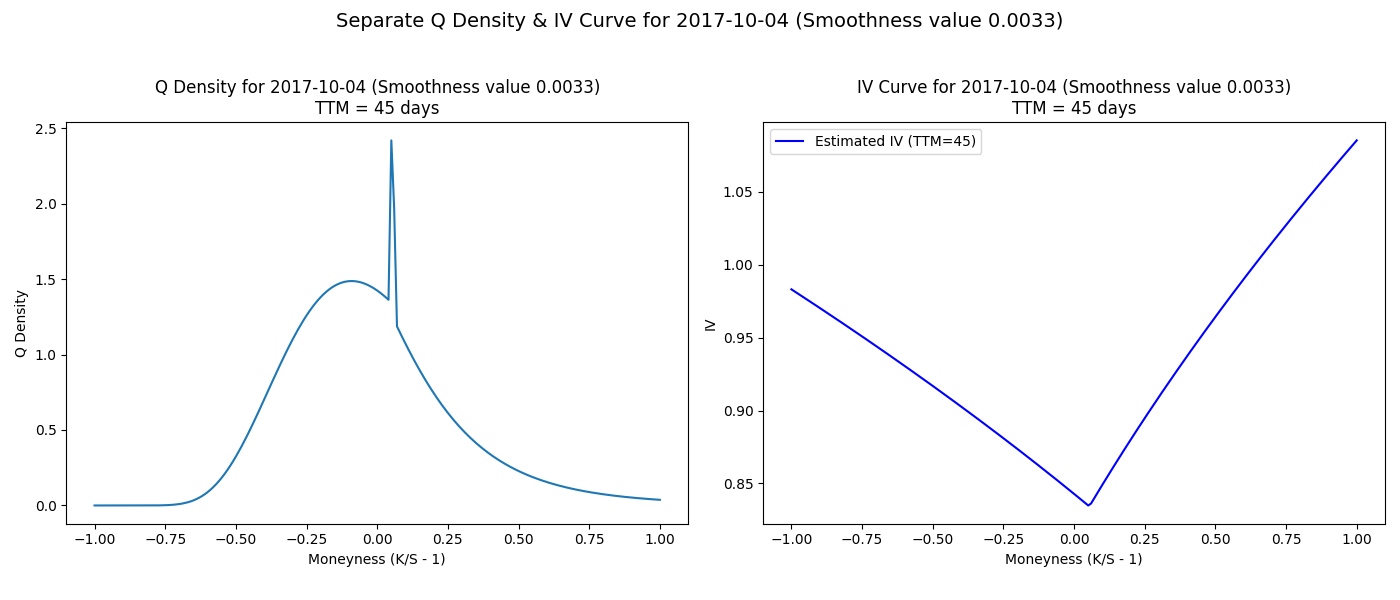 Separate Q Density & IV Curve for 2017-10-04 (Smoothness value 0.0033)
Q Density for 2017-10-04 (Smoothness value 0.0033)
TTM = 45 days
2.5
2.0
1.5
1.0
0.5
0.0
Q Density
−1.00 −0.75 −0.50 −0.25 0.00 0.25 0.50 0.75 1.00
Moneyness (K/S - 1)
IV Curve for 2017-10-04 (Smoothness value 0.0033)
TTM = 45 days
Estimated IV (TTM=45)
1.05
1.00
0.95
0.90
0.85
IV
−1.00 −0.75 −0.50 −0.25 0.00 0.25 0.50 0.75 1.00
Moneyness (K/S - 1)